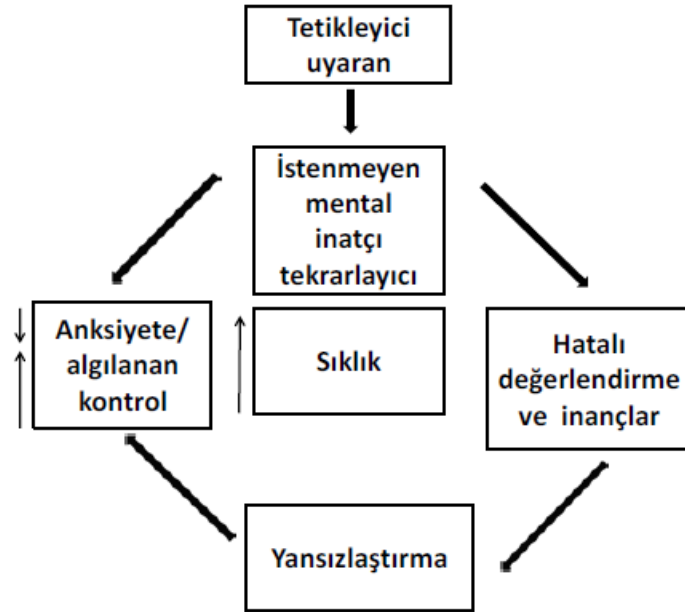 Tetikleyici
uyaran
İstenmeyen
mental
inatçı
tekrarlayıcı
Anksiyete/
algılanan
kontrol
Sıklık
Hatalı
değerlendirme
ve inançlar
Yansızlaştırma